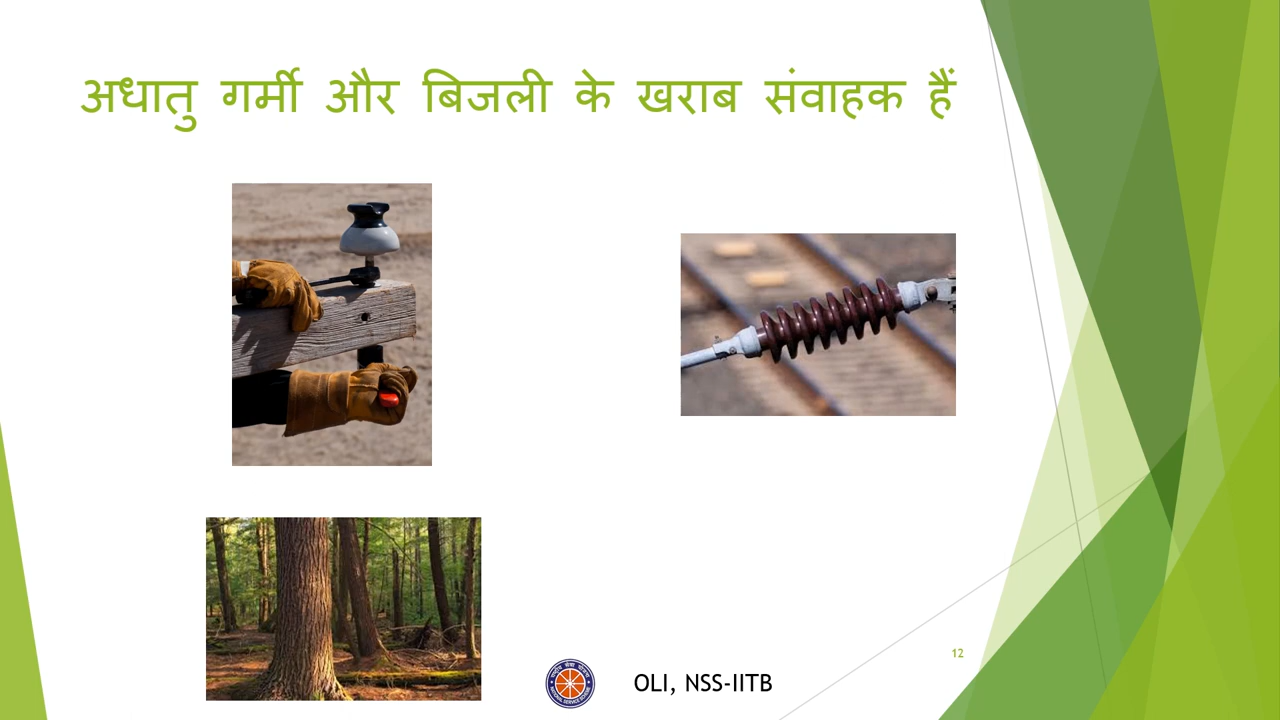 अधातु गर्मी और बिजली के खराब संवाहक हैं
12
OLI, NSS-IITB